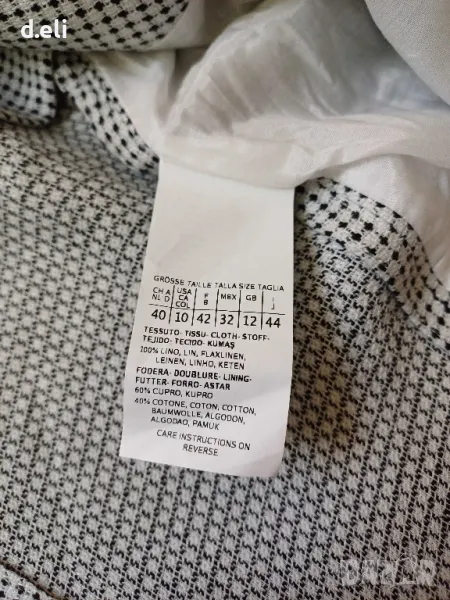 d.eli
GRÖSSE TAILLE TALLA SIZE TAGLIA
CH A NL D USA CA COL F B MEX GB I J
40 10 42 32 12 44
TESSUTO- TISSU- CLOTH- STOFF-
TEJIDO- TECIDO- KUMAŞ
100% LINO, LIN, FLAXLINEN,
LEINEN, LINHO, KETEN
FODERA- DOUBLURE- LINING-
FUTTER- FORRO- ASTAR
60% CUPRO, KUPRO
40% COTONE, COTON, COTTON,
BAUMWOLLE, ALGODON,
ALGODAO, PAMUK
CARE INSTRUCTIONS ON
REVERSE